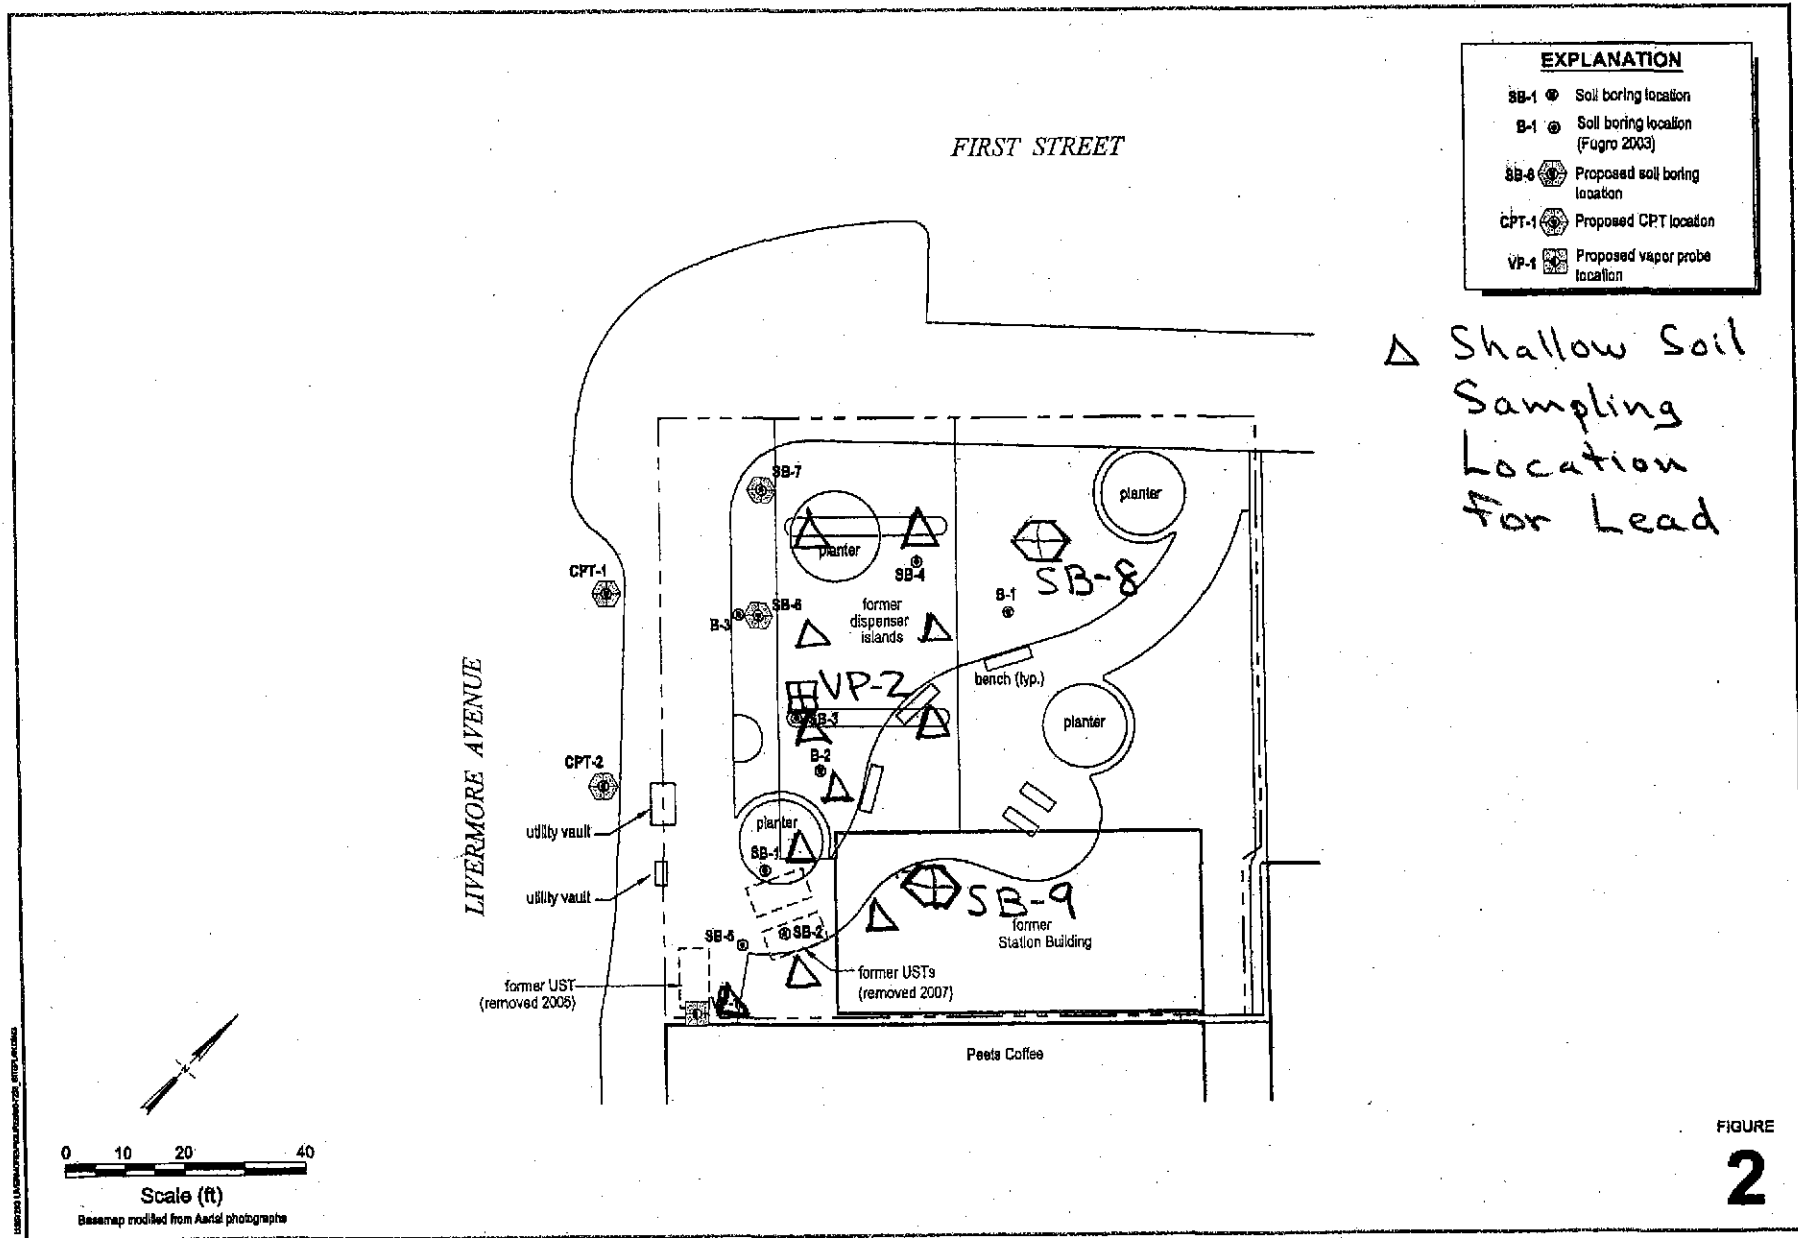 EXPLANATION
SB-1 Soil boring location
B-1 Soil boring location
(Fugro 2003)
SB-6 Proposed soil boring
location
CPT-1 Proposed CPT location
VP-1 Proposed vapor probe
location
FIRST STREET
Δ Shallow Soil
Sampling
Location
For Lead
SB-7
planter
planter
SB-4
SB-8
CPT-1
B-1
SB-6
B-3
former
dispenser
islands
VP-2
bench (typ.)
SB-3
planter
LIVERMORE AVENUE
B-2
CPT-2
utility vault
planter
SB-1
utility vault
SB-9
former
Station Building
SB-5
SB-2
former UST
(removed 2005)
former USTs
(removed 2007)
Peets Coffee
N
0 10 20 40
Scale (ft)
Basemap modified from Aerial photographs
FIGURE
2